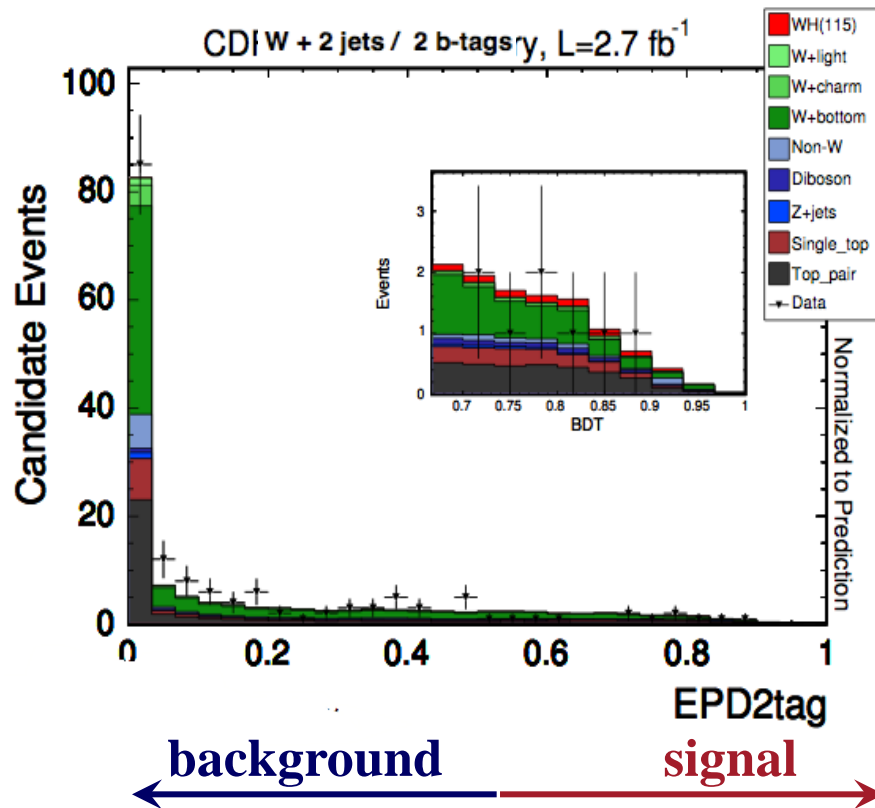 CDF W + 2 jets / 2 b-tags ry, L=2.7 fb-1
WH(115)
W+light
W+charm
W+bottom
Non-W
Diboson
Z+jets
Single_top
Top_pair
Data
Candidate Events
100
80
60
40
20
0
Events
3
2
1
0
0.7 0.75 0.8 0.85 0.9 0.95 1
BDT
Normalized to Prediction
0 0.2 0.4 0.6 0.8 1
EPD2tag
background signal